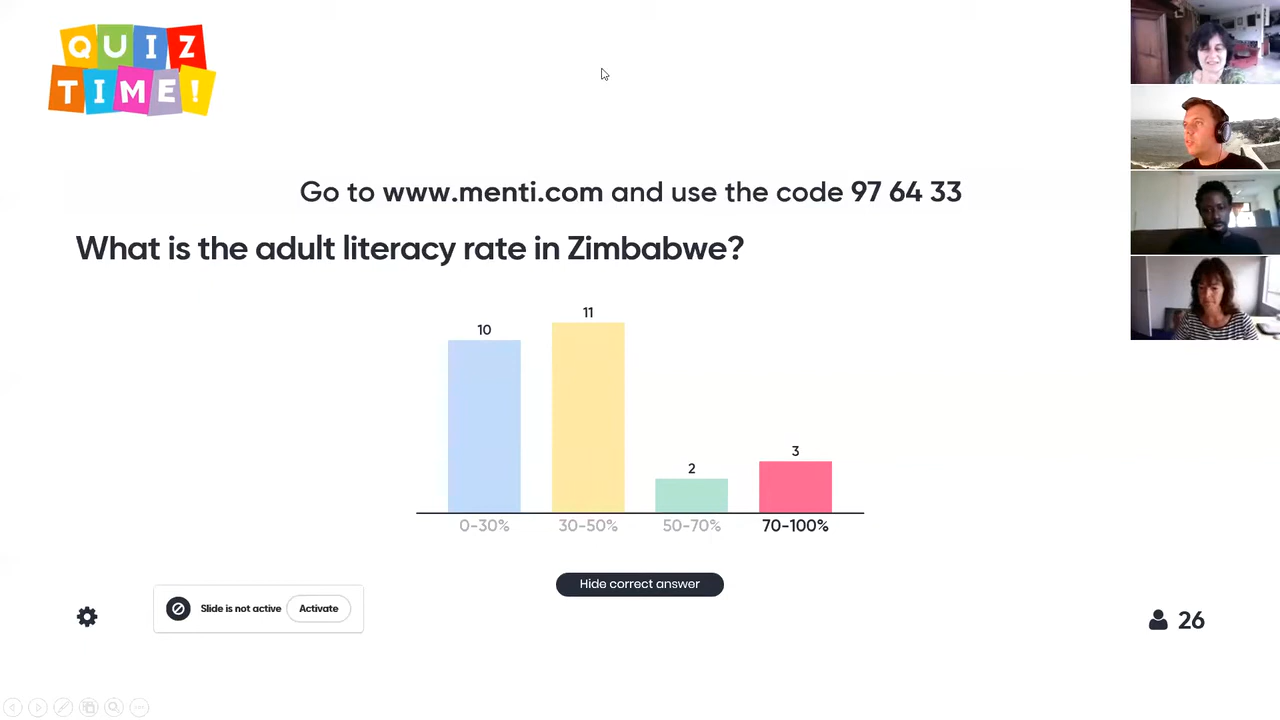 QUIZ
TIME!
Go to www.menti.com and use the code 97 64 33
What is the adult literacy rate in Zimbabwe?
10
11
2
3
0-30%
30-50%
50-70%
70-100%
Hide correct answer
Slide is not active
Activate
26